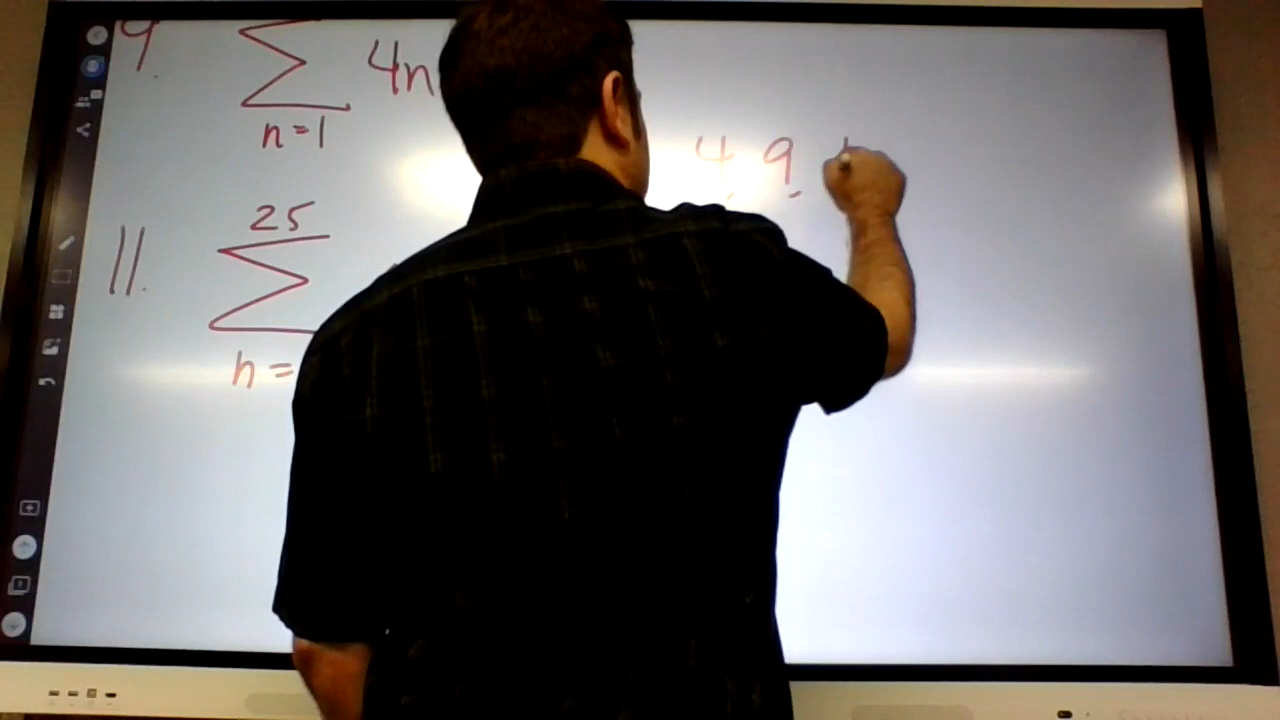 9. ∑ 4n
n=1
4, 9,
25
11. ∑
n=